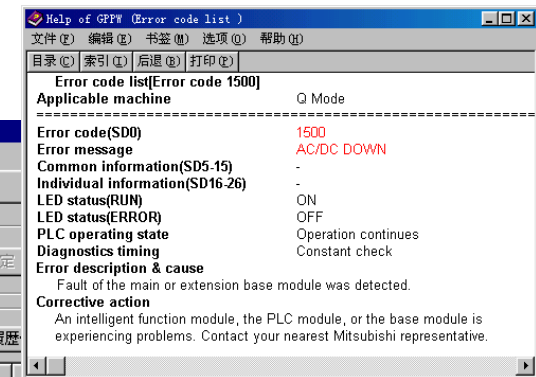 Help of GPPW (Error code list )
文件(F) 编辑(E) 书签(M) 选项(O) 帮助(H)
目录(C) 索引(I) 后退(B) 打印(P)
Error code list[Error code 1500]
Applicable machine Q Mode
================================================
Error code(SD0) 1500
Error message AC/DC DOWN
Common information(SD5-15) -
Individual information(SD16-26) -
LED status(RUN) ON
LED status(ERROR) OFF
PLC operating state Operation continues
Diagnostics timing Constant check
Error description & cause
Fault of the main or extension base module was detected.
Corrective action
An intelligent function module, the PLC module, or the base module is
experiencing problems. Contact your nearest Mitsubishi representative.
定
履歴